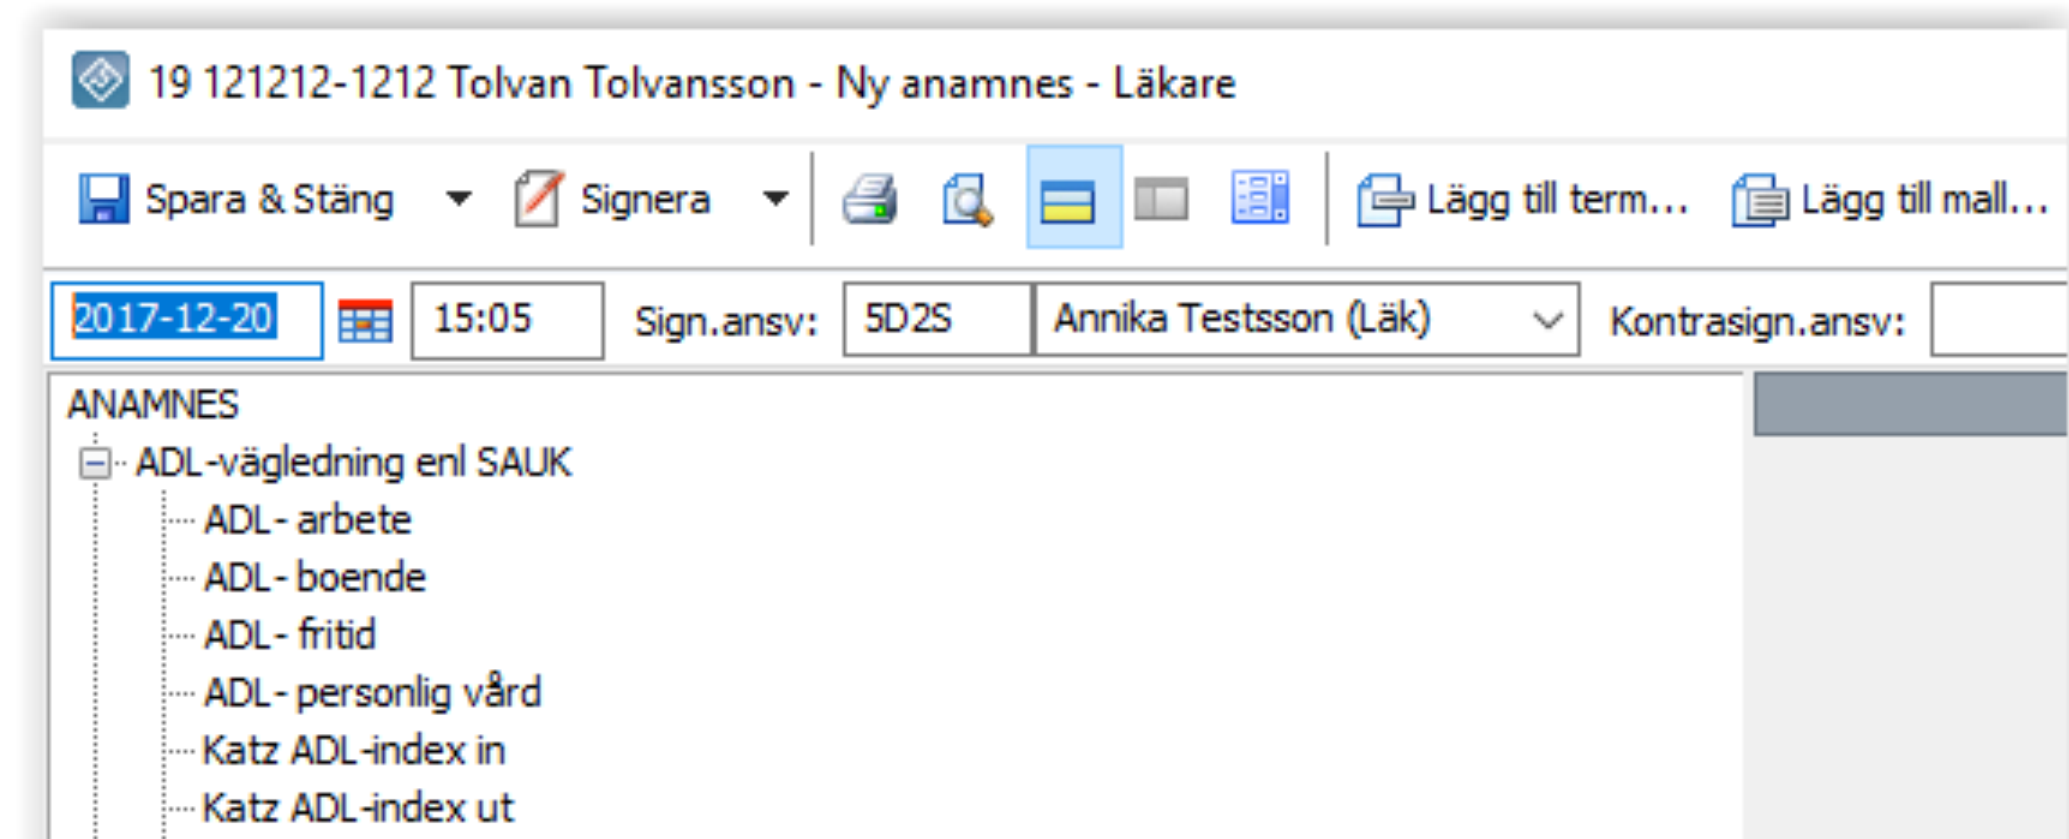 19 121212-1212 Tolvan Tolvansson - Ny anamnes - Läkare
Spara & Stäng Signera Lägg till term... Lägg till mall...
2017-12-20 15:05 Sign.ansv: 5D2S Annika Testsson (Läk) Kontrasign.ansv:
ANAMNES
ADL-vägledning enl SAUK
ADL- arbete
ADL- boende
ADL- fritid
ADL- personlig vård
Katz ADL-index in
Katz ADL-index ut